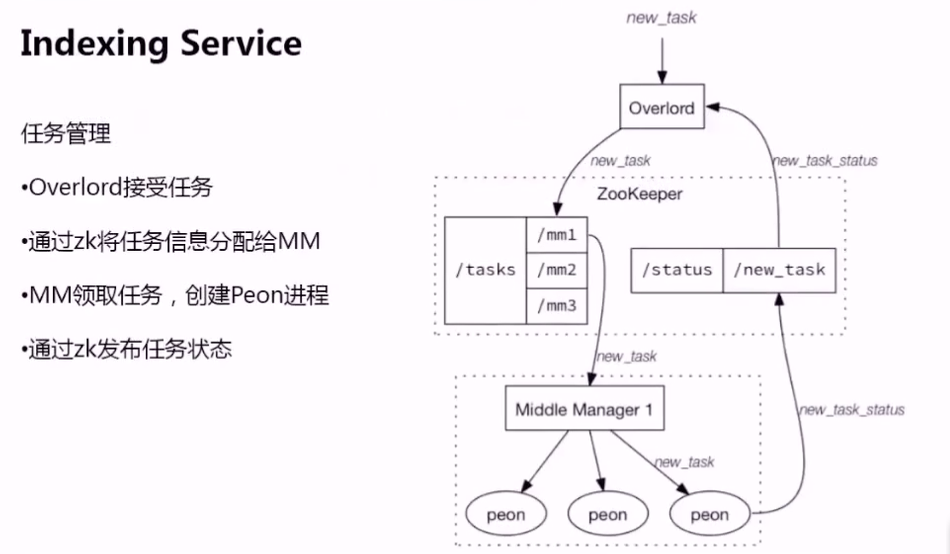 Indexing Service
任务管理
•Overlord接受任务
•通过zk将任务信息分配给MM
•MM领取任务，创建Peon进程
•通过zk发布任务状态
new_task
Overlord
new_task
new_task_status
ZooKeeper
/tasks
/mm1
/mm2
/mm3
/status
/new_task
new_task
Middle Manager 1
new_task_status
new_task
peon
peon
peon